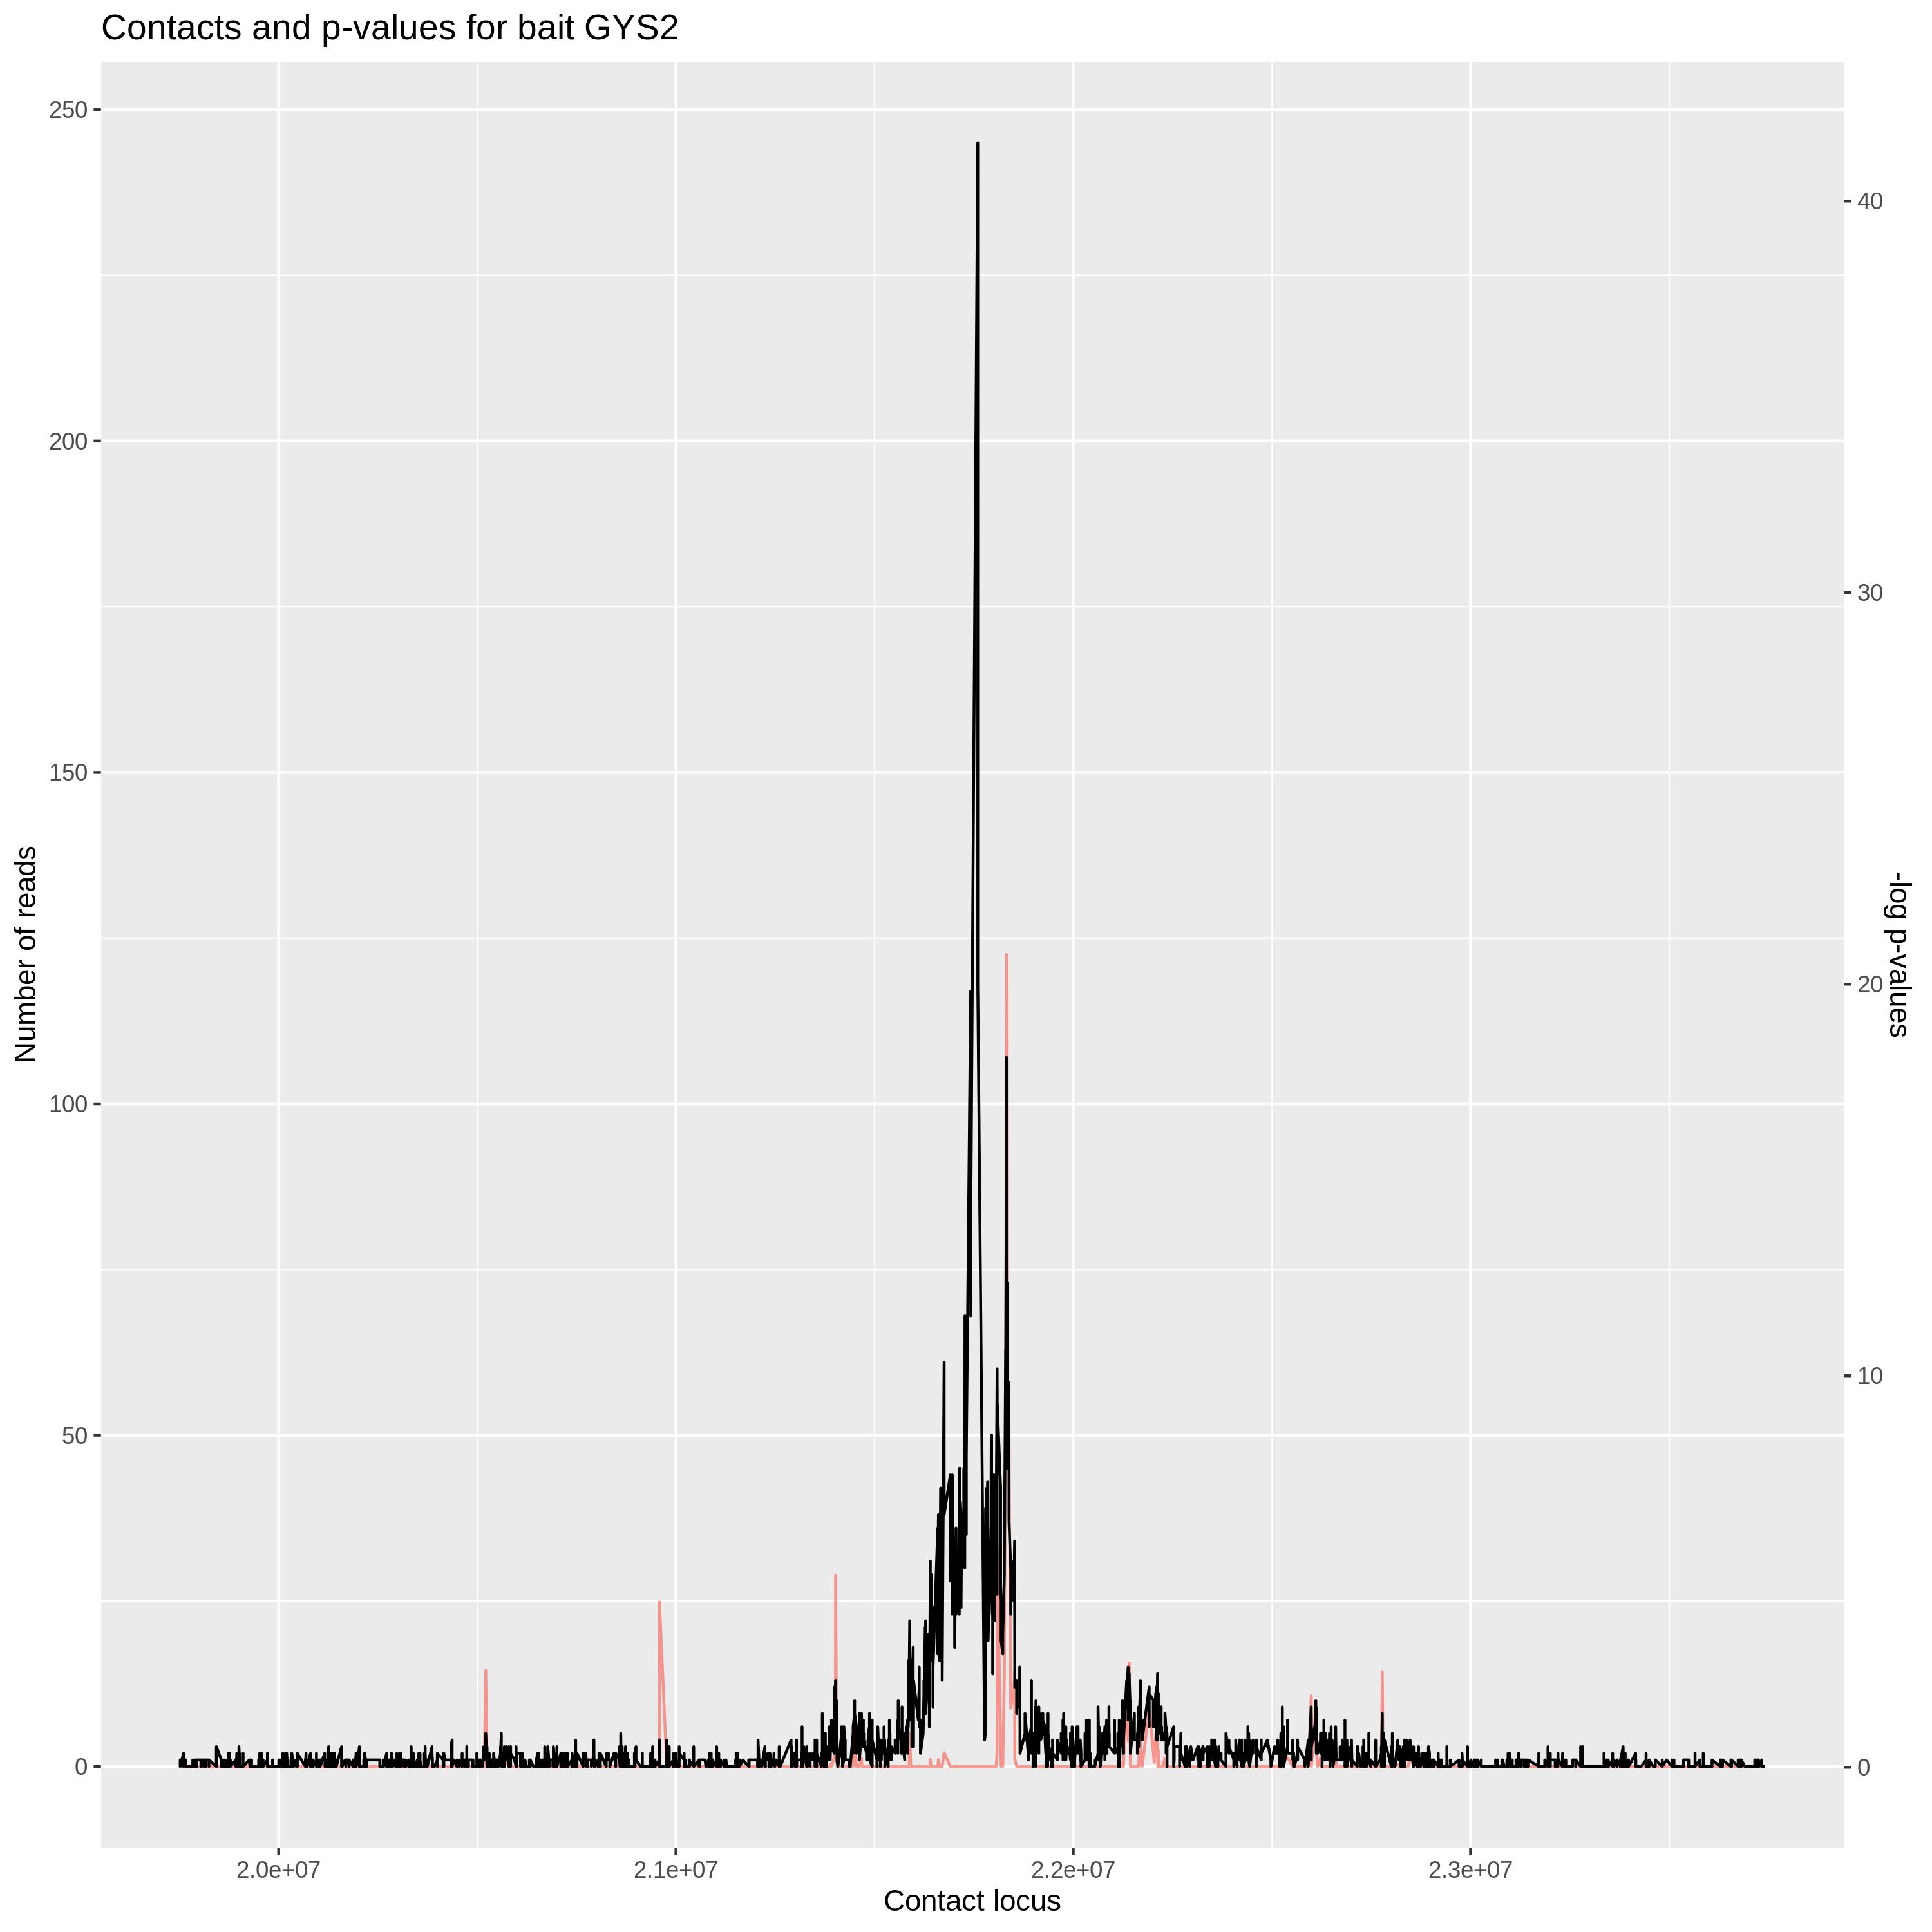 Contacts and p-values for bait GYS2
250
200
150
100
50
0
Number of reads
40
30
20
10
0
-log p-values
2.0e+07 2.1e+07 2.2e+07 2.3e+07
Contact locus